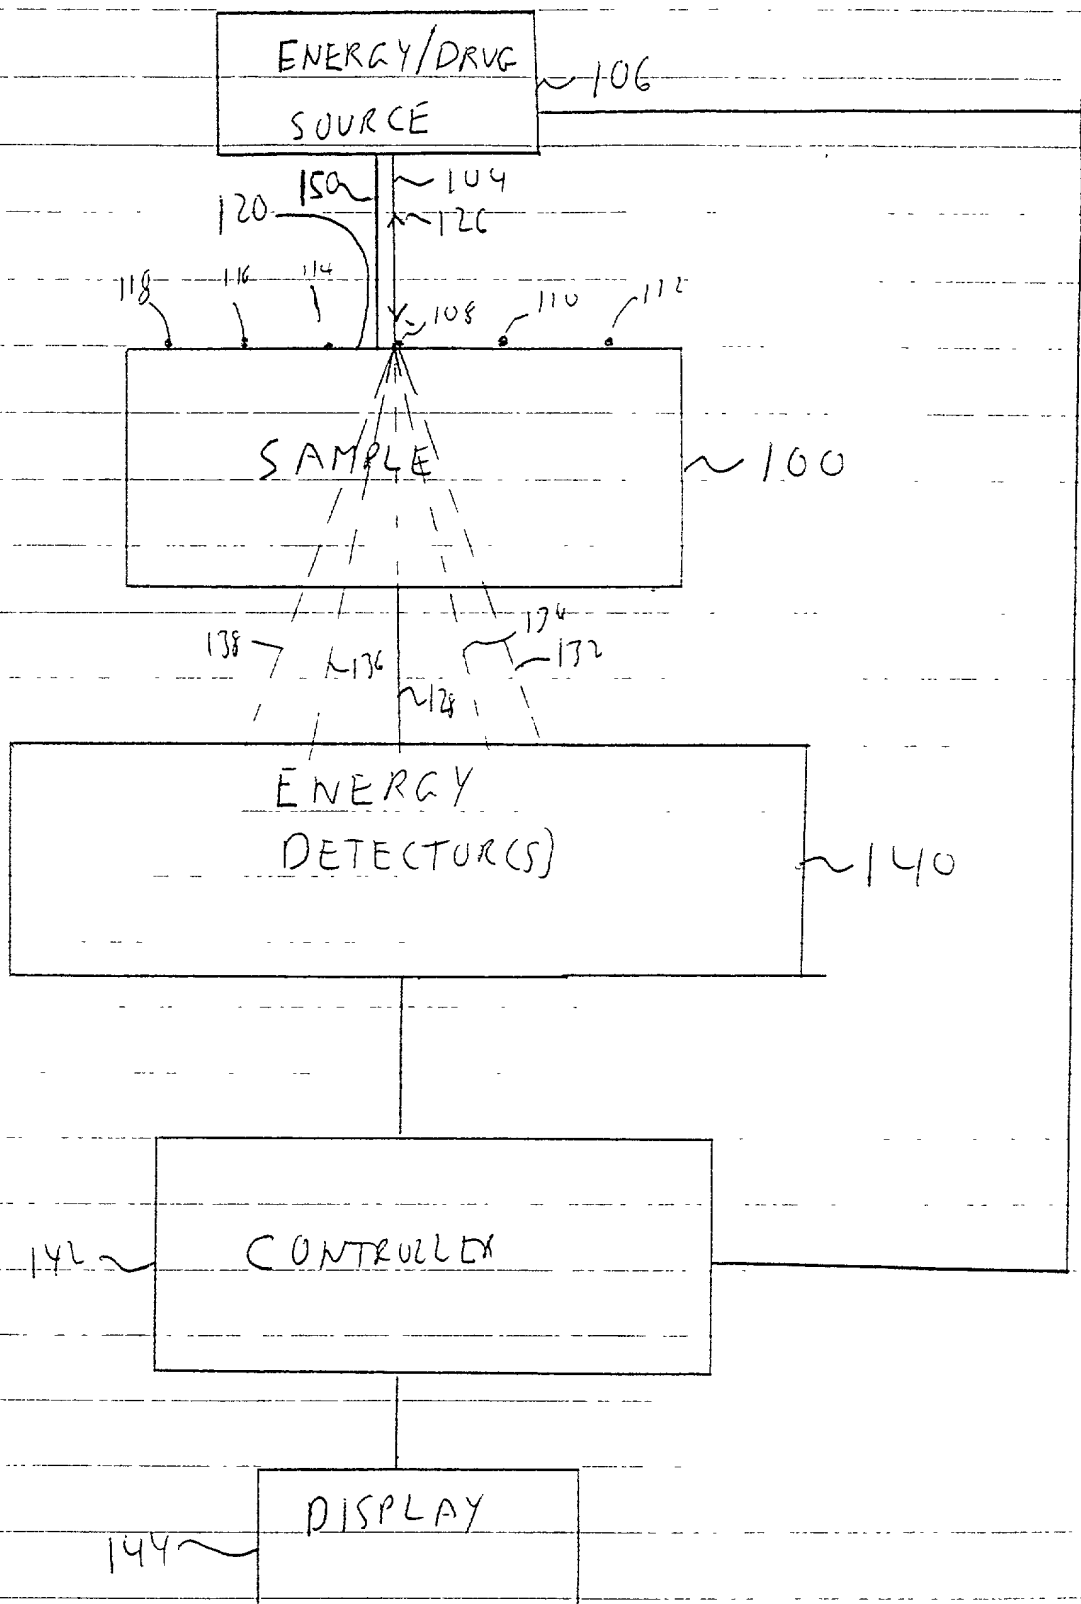 ENERGY/DRUG
SOURCE
106
150
104
120
126
118
116
114
108
110
112
SAMPLE
100
134
138
136
132
128
ENERGY
DETECTOR(S)
140
142
CONTROLLER
DISPLAY
144